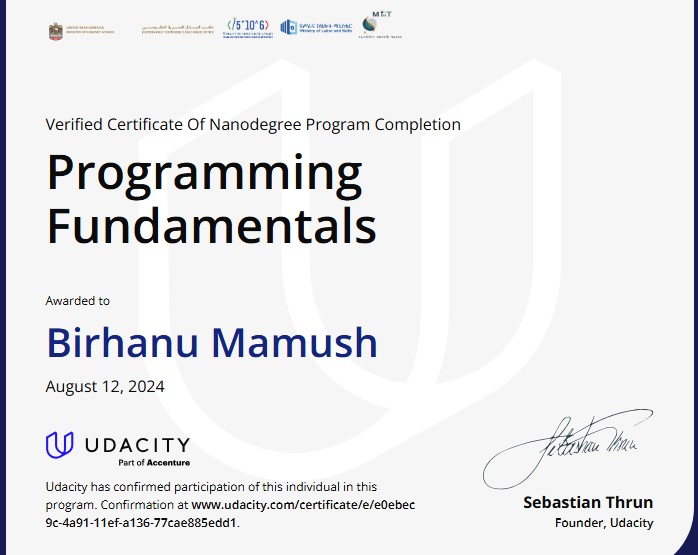 </5^10^6>
Ministry of Labor and Skills
Verified Certificate Of Nanodegree Program Completion
Programming
Fundamentals
Awarded to
Birhanu Mamush
August 12, 2024
UDACITY
Part of Accenture
Udacity has confirmed participation of this individual in this
program. Confirmation at www.udacity.com/certificate/e/e0ebec
9c-4a91-11ef-a136-77cae885edd1.
Sebastian Thrun
Founder, Udacity